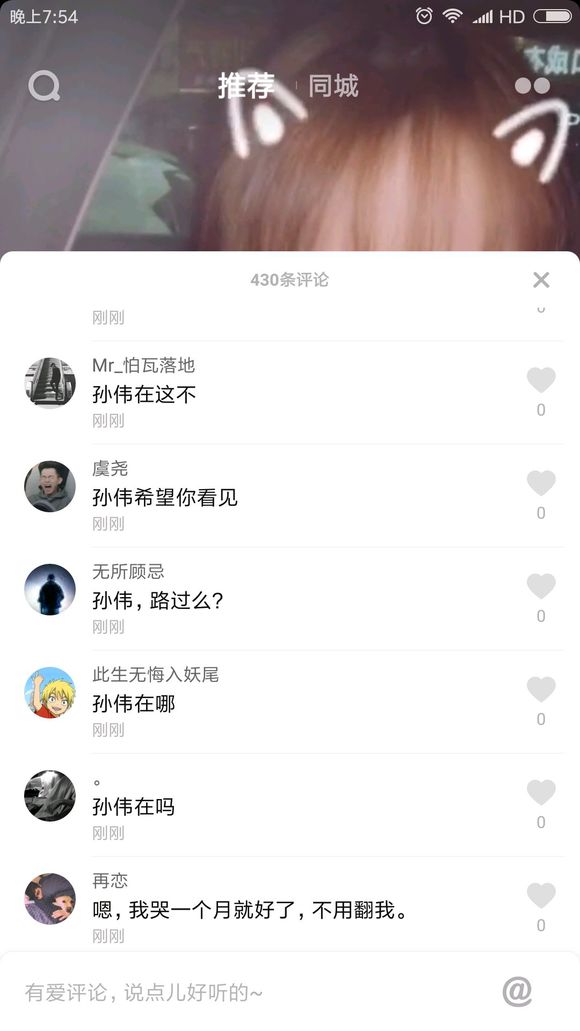 晚上7:54
HD
推荐
同城
430条评论
刚刚
Mr_怕瓦落地
孙伟在这不
刚刚
0
虞尧
孙伟希望你看见
刚刚
0
无所顾忌
孙伟，路过么？
刚刚
0
此生无悔入妖尾
孙伟在哪
刚刚
0
。
孙伟在吗
刚刚
0
再恋
嗯，我哭一个月就好了，不用翻我。
刚刚
0
有爱评论，说点儿好听的~
@